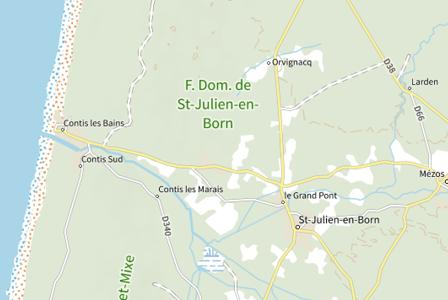 Orvignacq
D38
Larden
F. Dom. de
St-Julien-en-
Born
D66
Contis les Bains
Contis Sud
Mézos
Contis les Marais
le Grand Pont
St-Julien-en-Born
D340
et-Mixe